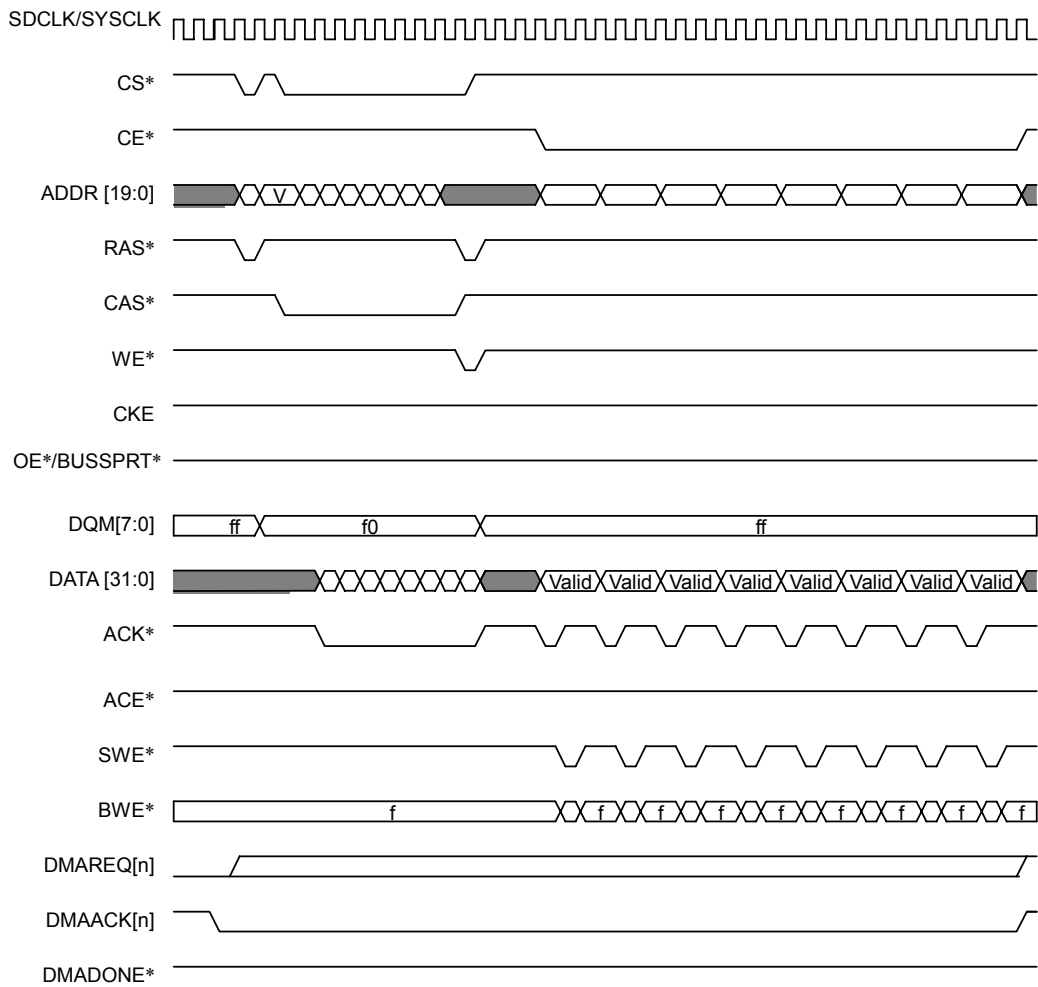 SDCLK/SYSCLK
CS*
CE*
ADDR [19:0]
V
RAS*
CAS*
WE*
CKE
OE*/BUSSPRT*
DQM[7:0]
ff f0 ff
DATA [31:0]
Valid Valid Valid Valid Valid Valid Valid Valid
ACK*
ACE*
SWE*
BWE*
f f f f f f f f f
DMAREQ[n]
DMAACK[n]
DMADONE*